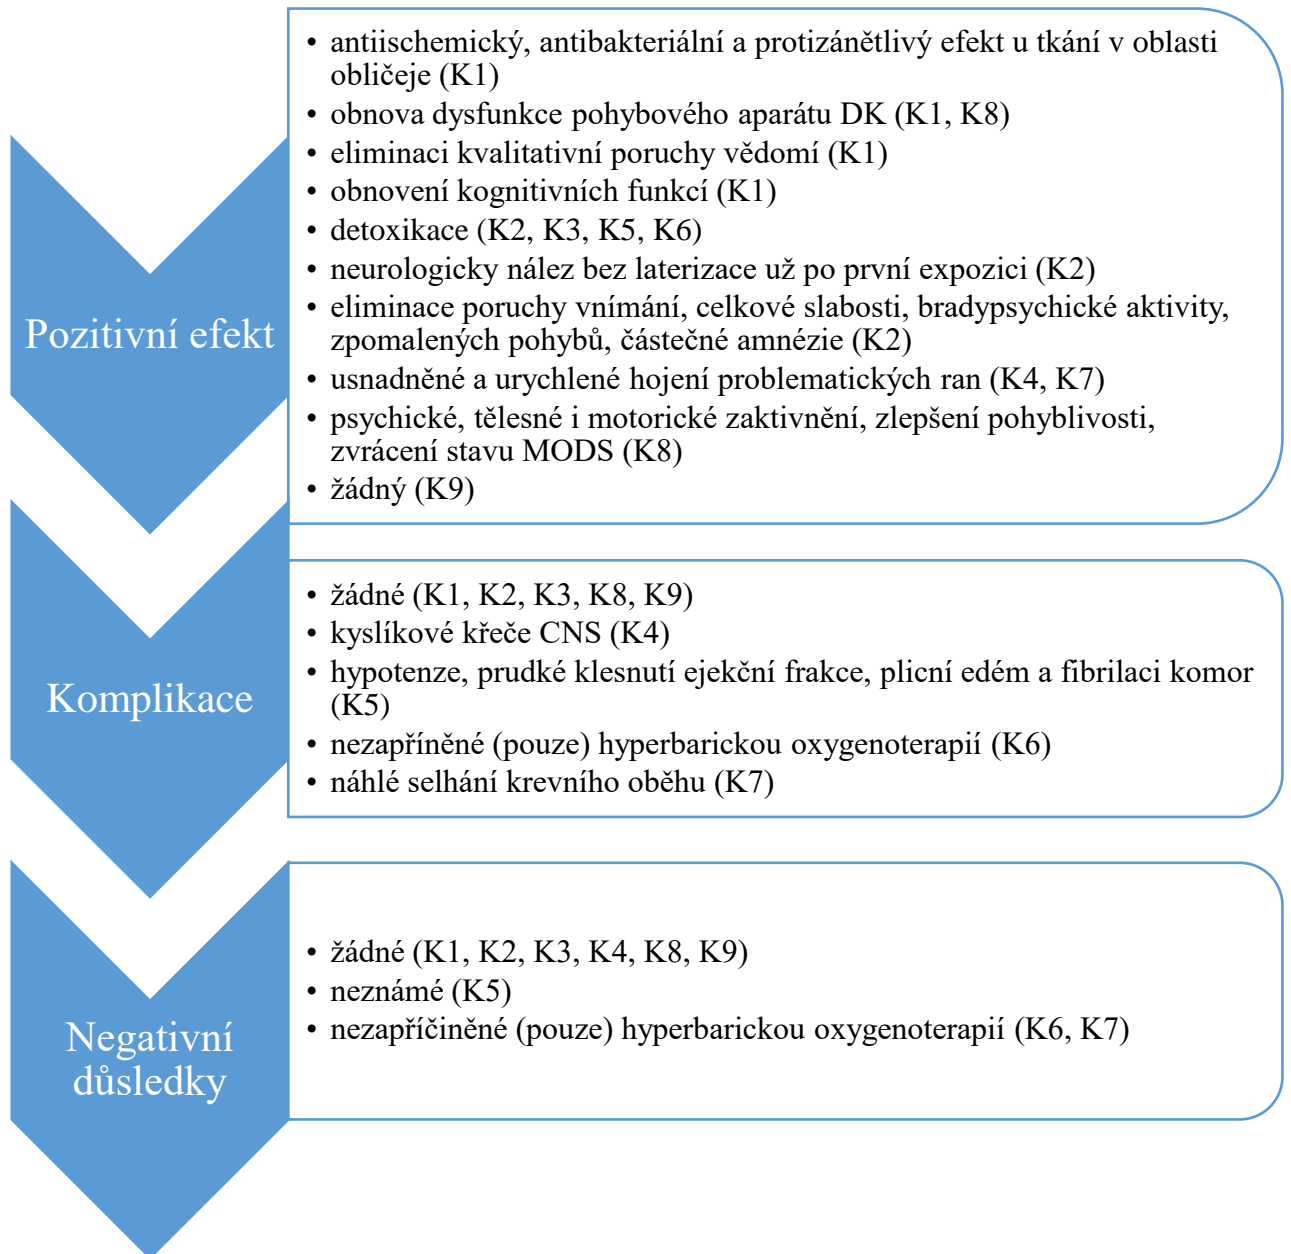 Pozitivní efekt
• antiischemický, antibakteriální a protizánětlivý efekt u tkání v oblasti
obličeje (K1)
• obnova dysfunkce pohybového aparátu DK (K1, K8)
• eliminaci kvalitativní poruchy vědomí (K1)
• obnovení kognitivních funkcí (K1)
• detoxikace (K2, K3, K5, K6)
• neurologicky nález bez laterizace už po první expozici (K2)
• eliminace poruchy vnímání, celkové slabosti, bradypsychické aktivity,
zpomalených pohybů, částečné amnézie (K2)
• usnadněné a urychlené hojení problematických ran (K4, K7)
• psychické, tělesné i motorické zaktivnění, zlepšení pohyblivosti,
zvrácení stavu MODS (K8)
• žádný (K9)
Komplikace
• žádné (K1, K2, K3, K8, K9)
• kyslíkové křeče CNS (K4)
• hypotenze, prudké klesnutí ejekční frakce, plicní edém a fibrilaci komor
(K5)
• nezapříněné (pouze) hyperbarickou oxygenoterapií (K6)
• náhlé selhání krevního oběhu (K7)
Negativní
důsledky
• žádné (K1, K2, K3, K4, K8, K9)
• neznámé (K5)
• nezapříčiněné (pouze) hyperbarickou oxygenoterapií (K6, K7)